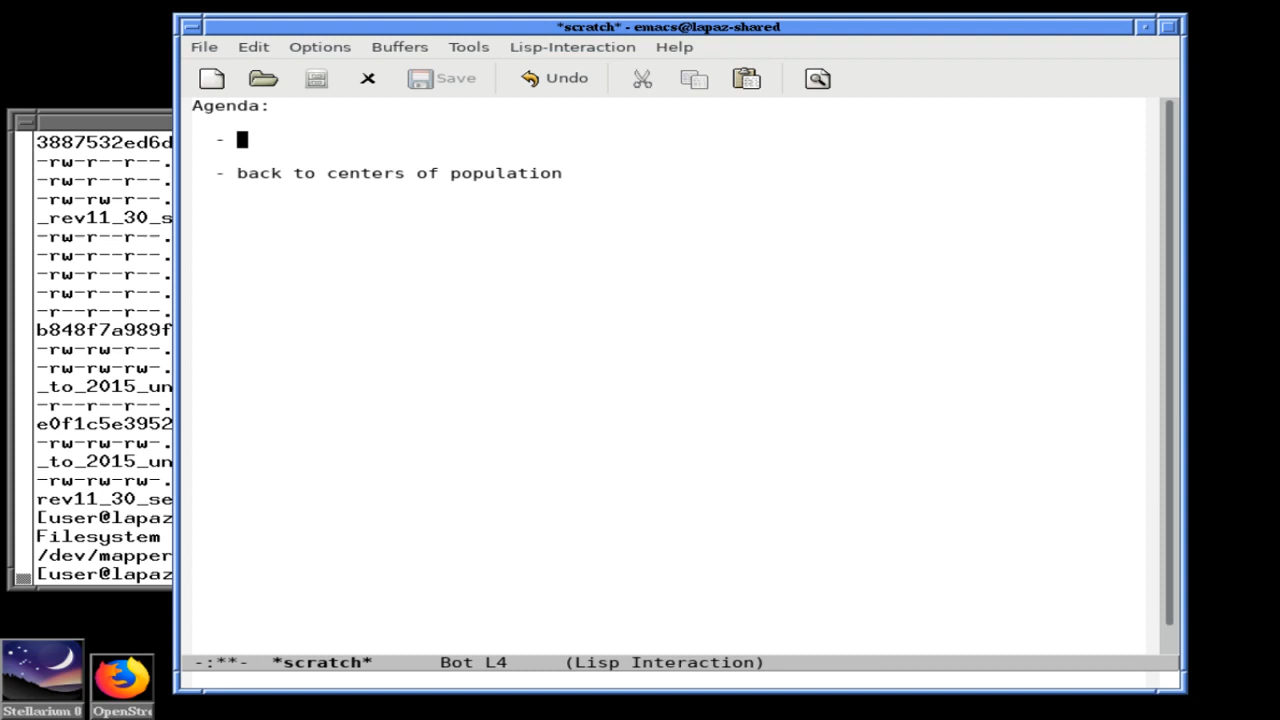 *scratch* - emacs@lapaz-shared
File Edit Options Buffers Tools Lisp-Interaction Help
Save Undo
Agenda:
-
- back to centers of population
-:**- *scratch* Bot L4 (Lisp Interaction)
3887532ed6d
-rw-r--r--.
-rw-r--r--.
-rw-rw-r--.
_rev11_30_s
-rw-r--r--.
-rw-r--r--.
-rw-r--r--.
-rw-r--r--.
-r--r--r--.
b848f7a989f
-rw-rw-r--.
-rw-rw-rw-.
_to_2015_un
-r--r--r--.
e0f1c5e3952
-rw-rw-rw-.
_to_2015_un
-rw-rw-rw-.
rev11_30_se
[user@lapaz
Filesystem
/dev/mapper
[user@lapaz
Stellarium 0
OpenStre